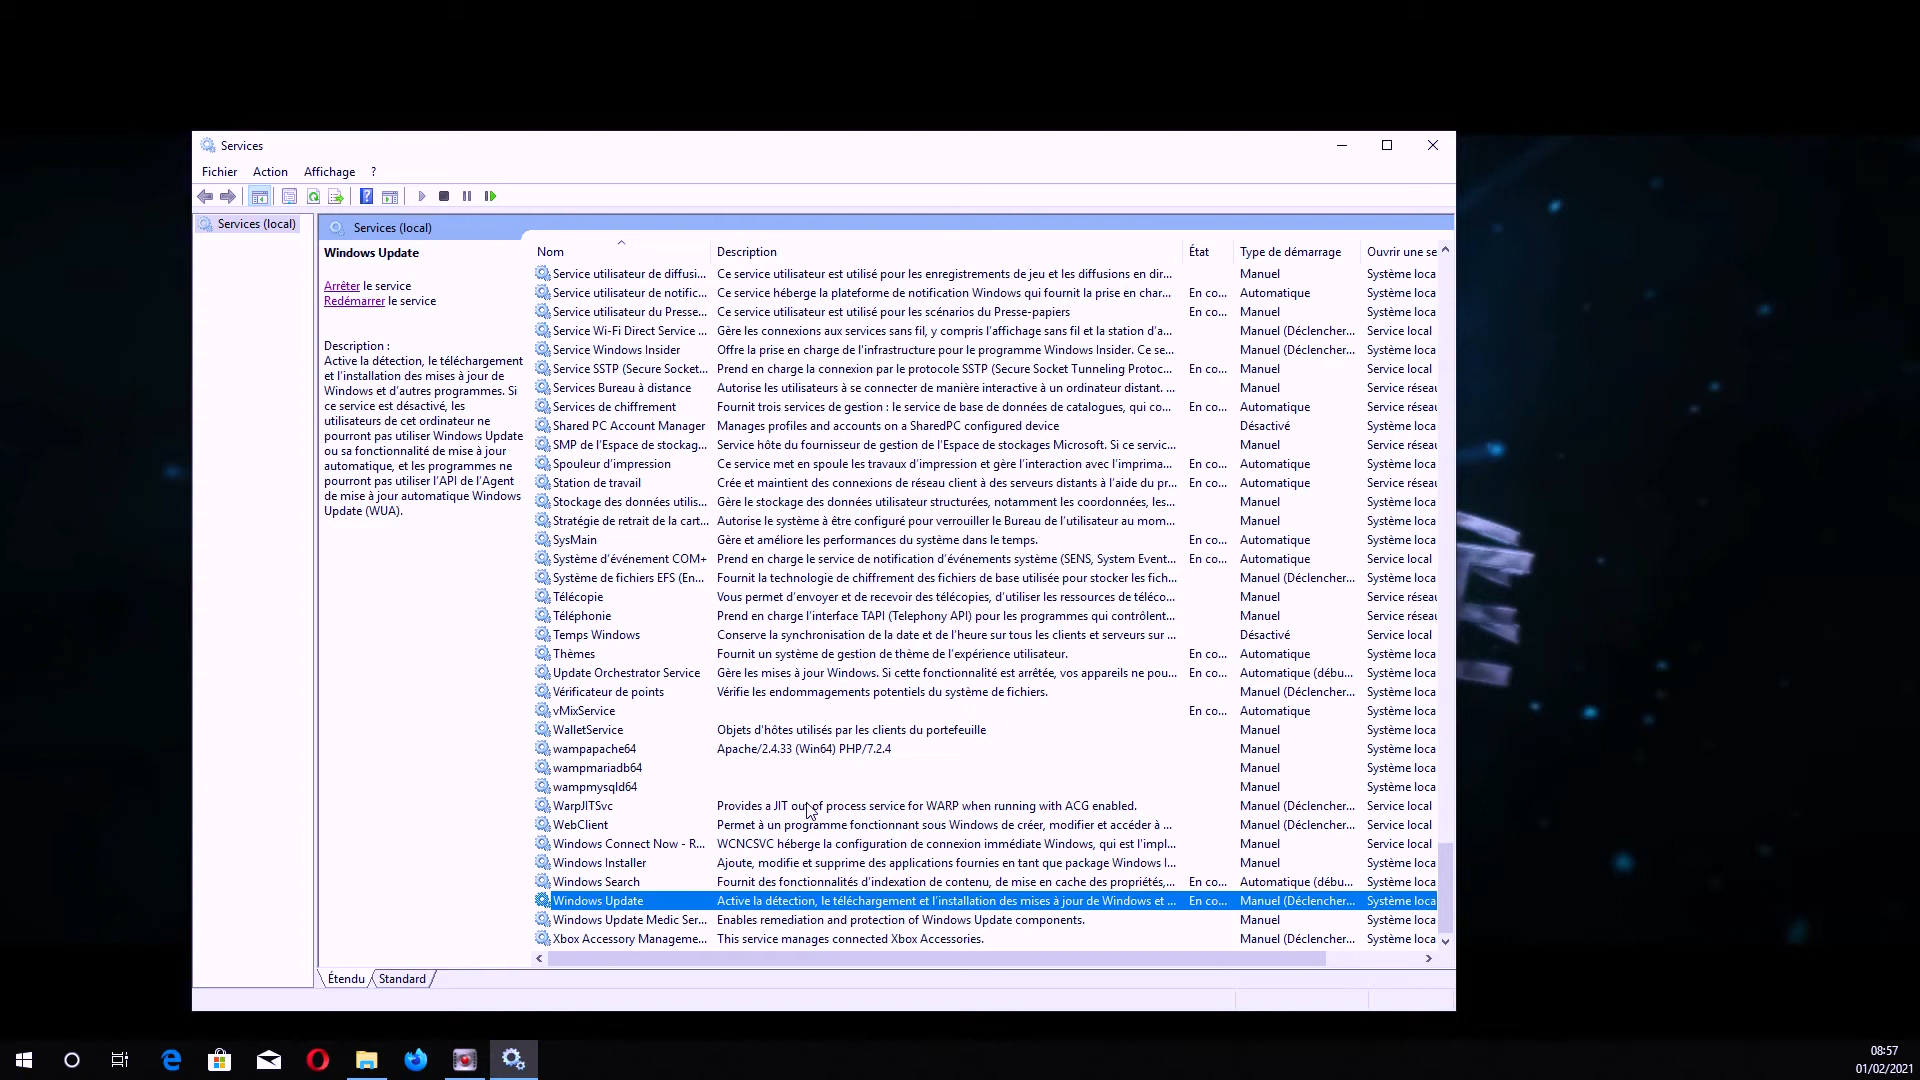 Services
Fichier Action Affichage ?
Services (local)
Services (local)
Windows Update
Arrêter le service
Redémarrer le service
Description :
Active la détection, le téléchargement
et l'installation des mises à jour de
Windows et d'autres programmes. Si
ce service est désactivé, les
utilisateurs de cet ordinateur ne
pourront pas utiliser Windows Update
ou sa fonctionnalité de mise à jour
automatique, et les programmes ne
pourront pas utiliser l'API de l'Agent
de mise à jour automatique Windows
Update (WUA).
Nom Description État Type de démarrage Ouvrir une se
Service utilisateur de diffusi... Ce service utilisateur est utilisé pour les enregistrements de jeu et les diffusions en dir... Manuel Système loca
Service utilisateur de notific... Ce service héberge la plateforme de notification Windows qui fournit la prise en char... En co... Automatique Système loca
Service utilisateur du Presse... Ce service utilisateur est utilisé pour les scénarios du Presse-papiers En co... Manuel Système loca
Service Wi-Fi Direct Service ... Gère les connexions aux services sans fil, y compris l'affichage sans fil et la station d'a... Manuel (Déclencher... Service local
Service Windows Insider Offre la prise en charge de l'infrastructure pour le programme Windows Insider. Ce se... Manuel (Déclencher... Système loca
Service SSTP (Secure Socket... Prend en charge la connexion par le protocole SSTP (Secure Socket Tunneling Protoc... En co... Manuel Service local
Services Bureau à distance Autorise les utilisateurs à se connecter de manière interactive à un ordinateur distant. ... Manuel Service réseau
Services de chiffrement Fournit trois services de gestion : le service de base de données de catalogues, qui co... En co... Automatique Service réseau
Shared PC Account Manager Manages profiles and accounts on a SharedPC configured device Désactivé Système loca
SMP de l'Espace de stockag... Service hôte du fournisseur de gestion de l'Espace de stockages Microsoft. Si ce servic... Manuel Service réseau
Spouleur d'impression Ce service met en spoule les travaux d'impression et gère l'interaction avec l'imprima... En co... Automatique Système loca
Station de travail Crée et maintient des connexions de réseau client à des serveurs distants à l'aide du pr... En co... Automatique Service réseau
Stockage des données utilis... Gère le stockage des données utilisateur structurées, notamment les coordonnées, les... Manuel Système loca
Stratégie de retrait de la cart... Autorise le système à être configuré pour verrouiller le Bureau de l'utilisateur au mom... Manuel Système loca
SysMain Gère et améliore les performances du système dans le temps. En co... Automatique Système loca
Système d'événement COM+ Prend en charge le service de notification d'événements système (SENS, System Event... En co... Automatique Service local
Système de fichiers EFS (En... Fournit la technologie de chiffrement des fichiers de base utilisée pour stocker les fich... Manuel (Déclencher... Système loca
Télécopie Vous permet d'envoyer et de recevoir des télécopies, d'utiliser les ressources de téléco... Manuel Service réseau
Téléphonie Prend en charge l'interface TAPI (Telephony API) pour les programmes qui contrôlent... Manuel Service réseau
Temps Windows Conserve la synchronisation de la date et de l'heure sur tous les clients et serveurs sur ... Désactivé Service local
Thèmes Fournit un système de gestion de thème de l'expérience utilisateur. En co... Automatique Système loca
Update Orchestrator Service Gère les mises à jour Windows. Si cette fonctionnalité est arrêtée, vos appareils ne pou... En co... Automatique (débu... Système loca
Vérificateur de points Vérifie les endommagements potentiels du système de fichiers. Manuel (Déclencher... Système loca
vMixService En co... Automatique Système loca
WalletService Objets d'hôtes utilisés par les clients du portefeuille Manuel Système loca
wampapache64 Apache/2.4.33 (Win64) PHP/7.2.4 Manuel Système loca
wampmariadb64 Manuel Système loca
wampmysqld64 Manuel Système loca
WarpJITSvc Provides a JIT out of process service for WARP when running with ACG enabled. Manuel (Déclencher... Service local
WebClient Permet à un programme fonctionnant sous Windows de créer, modifier et accéder à ... Manuel (Déclencher... Service local
Windows Connect Now - R... WCNCSVC héberge la configuration de connexion immédiate Windows, qui est l'impl... Manuel Service local
Windows Installer Ajoute, modifie et supprime des applications fournies en tant que package Windows I... Manuel Système loca
Windows Search Fournit des fonctionnalités d'indexation de contenu, de mise en cache des propriétés,... En co... Automatique (débu... Système loca
Windows Update Active la détection, le téléchargement et l'installation des mises à jour de Windows et ... En co... Manuel (Déclencher... Système loca
Windows Update Medic Ser... Enables remediation and protection of Windows Update components. Manuel Système loca
Xbox Accessory Manageme... This service manages connected Xbox Accessories. Manuel (Déclencher... Système loca
Étendu Standard
08:57
01/02/2021